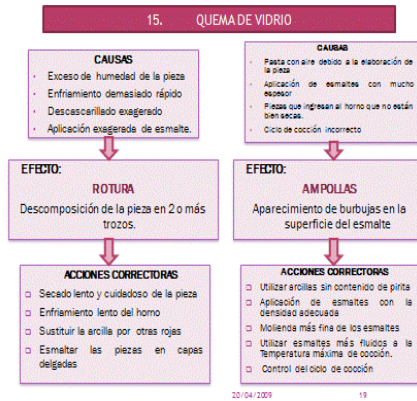 15. QUEMA DE VIDRIO
CAUSAS
Exceso de humedad de la pieza
Enfriamiento demasiado rápido
Descascarillado exagerado
Aplicación exagerada de esmalte.
EFECTO:
ROTURA
Descomposición de la pieza en 2 o más
trozos.
ACCIONES CORRECTORAS
Secado lento y cuidadoso de la pieza
Enfriamiento lento del horno
Sustituir la arcilla por otras rojas
Esmaltar las piezas en capas
delgadas
CAUSAS
Pasta con aire debido a la elaboración de
la pieza
Aplicación de esmaltes con mucho
espesor
Piezas que ingresan al horno que no están
bien secas.
Ciclo de cocción incorrecto
EFECTO:
AMPOLLAS
Aparecimiento de burbujas en la
superficie del esmalte
ACCIONES CORRECTORAS
Utilizar arcillas sin contenido de pirita
Aplicación de esmaltes con la
densidad adecuada
Molienda más fina de los esmaltes
Utilizar esmaltes más fluidos a la
Temperatura máxima de cocción.
Control del ciclo de cocción
20/04/2009
19